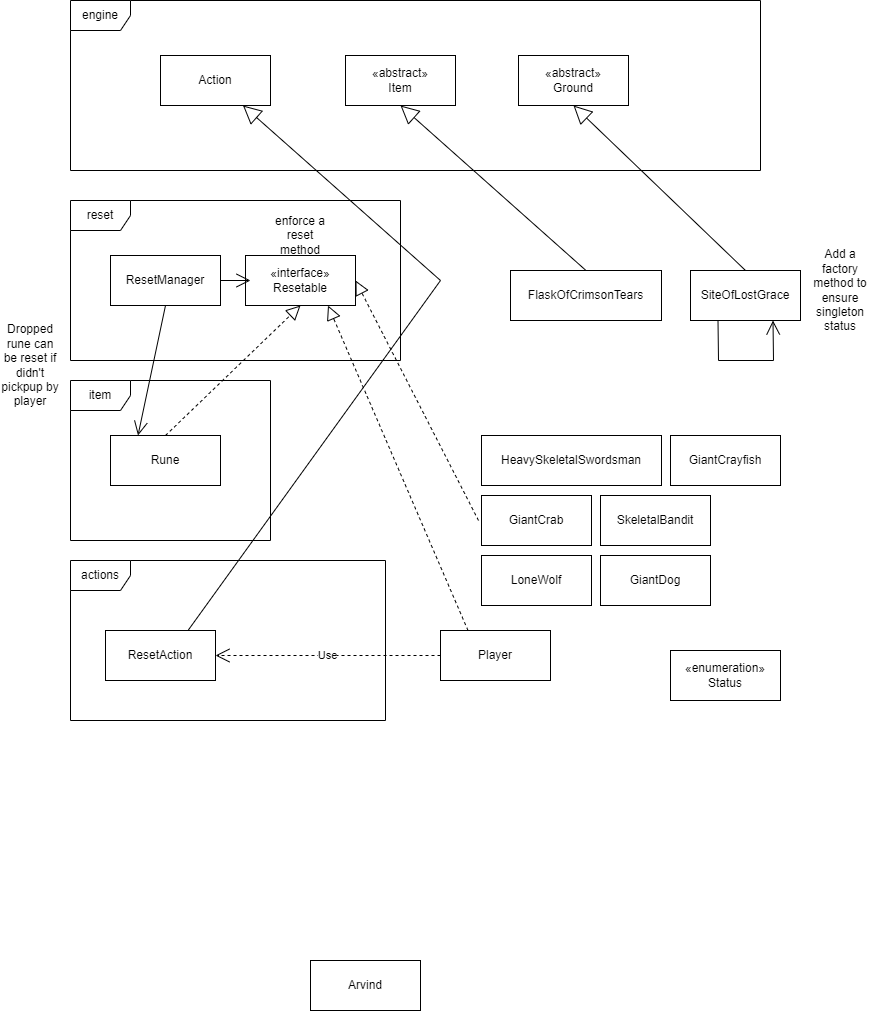 engine
Action
«abstract»
Item
«abstract»
Ground
reset
enforce a
reset
method
ResetManager
«interface»
Resetable
FlaskOfCrimsonTears
SiteOfLostGrace
Add a
factory
method to
ensure
singleton
status
Dropped
rune can
be reset if
didn't
pickpup by
player
item
Rune
HeavySkeletalSwordsman
GiantCrayfish
GiantCrab
SkeletalBandit
LoneWolf
GiantDog
actions
ResetAction
Use
Player
«enumeration»
Status
Arvind